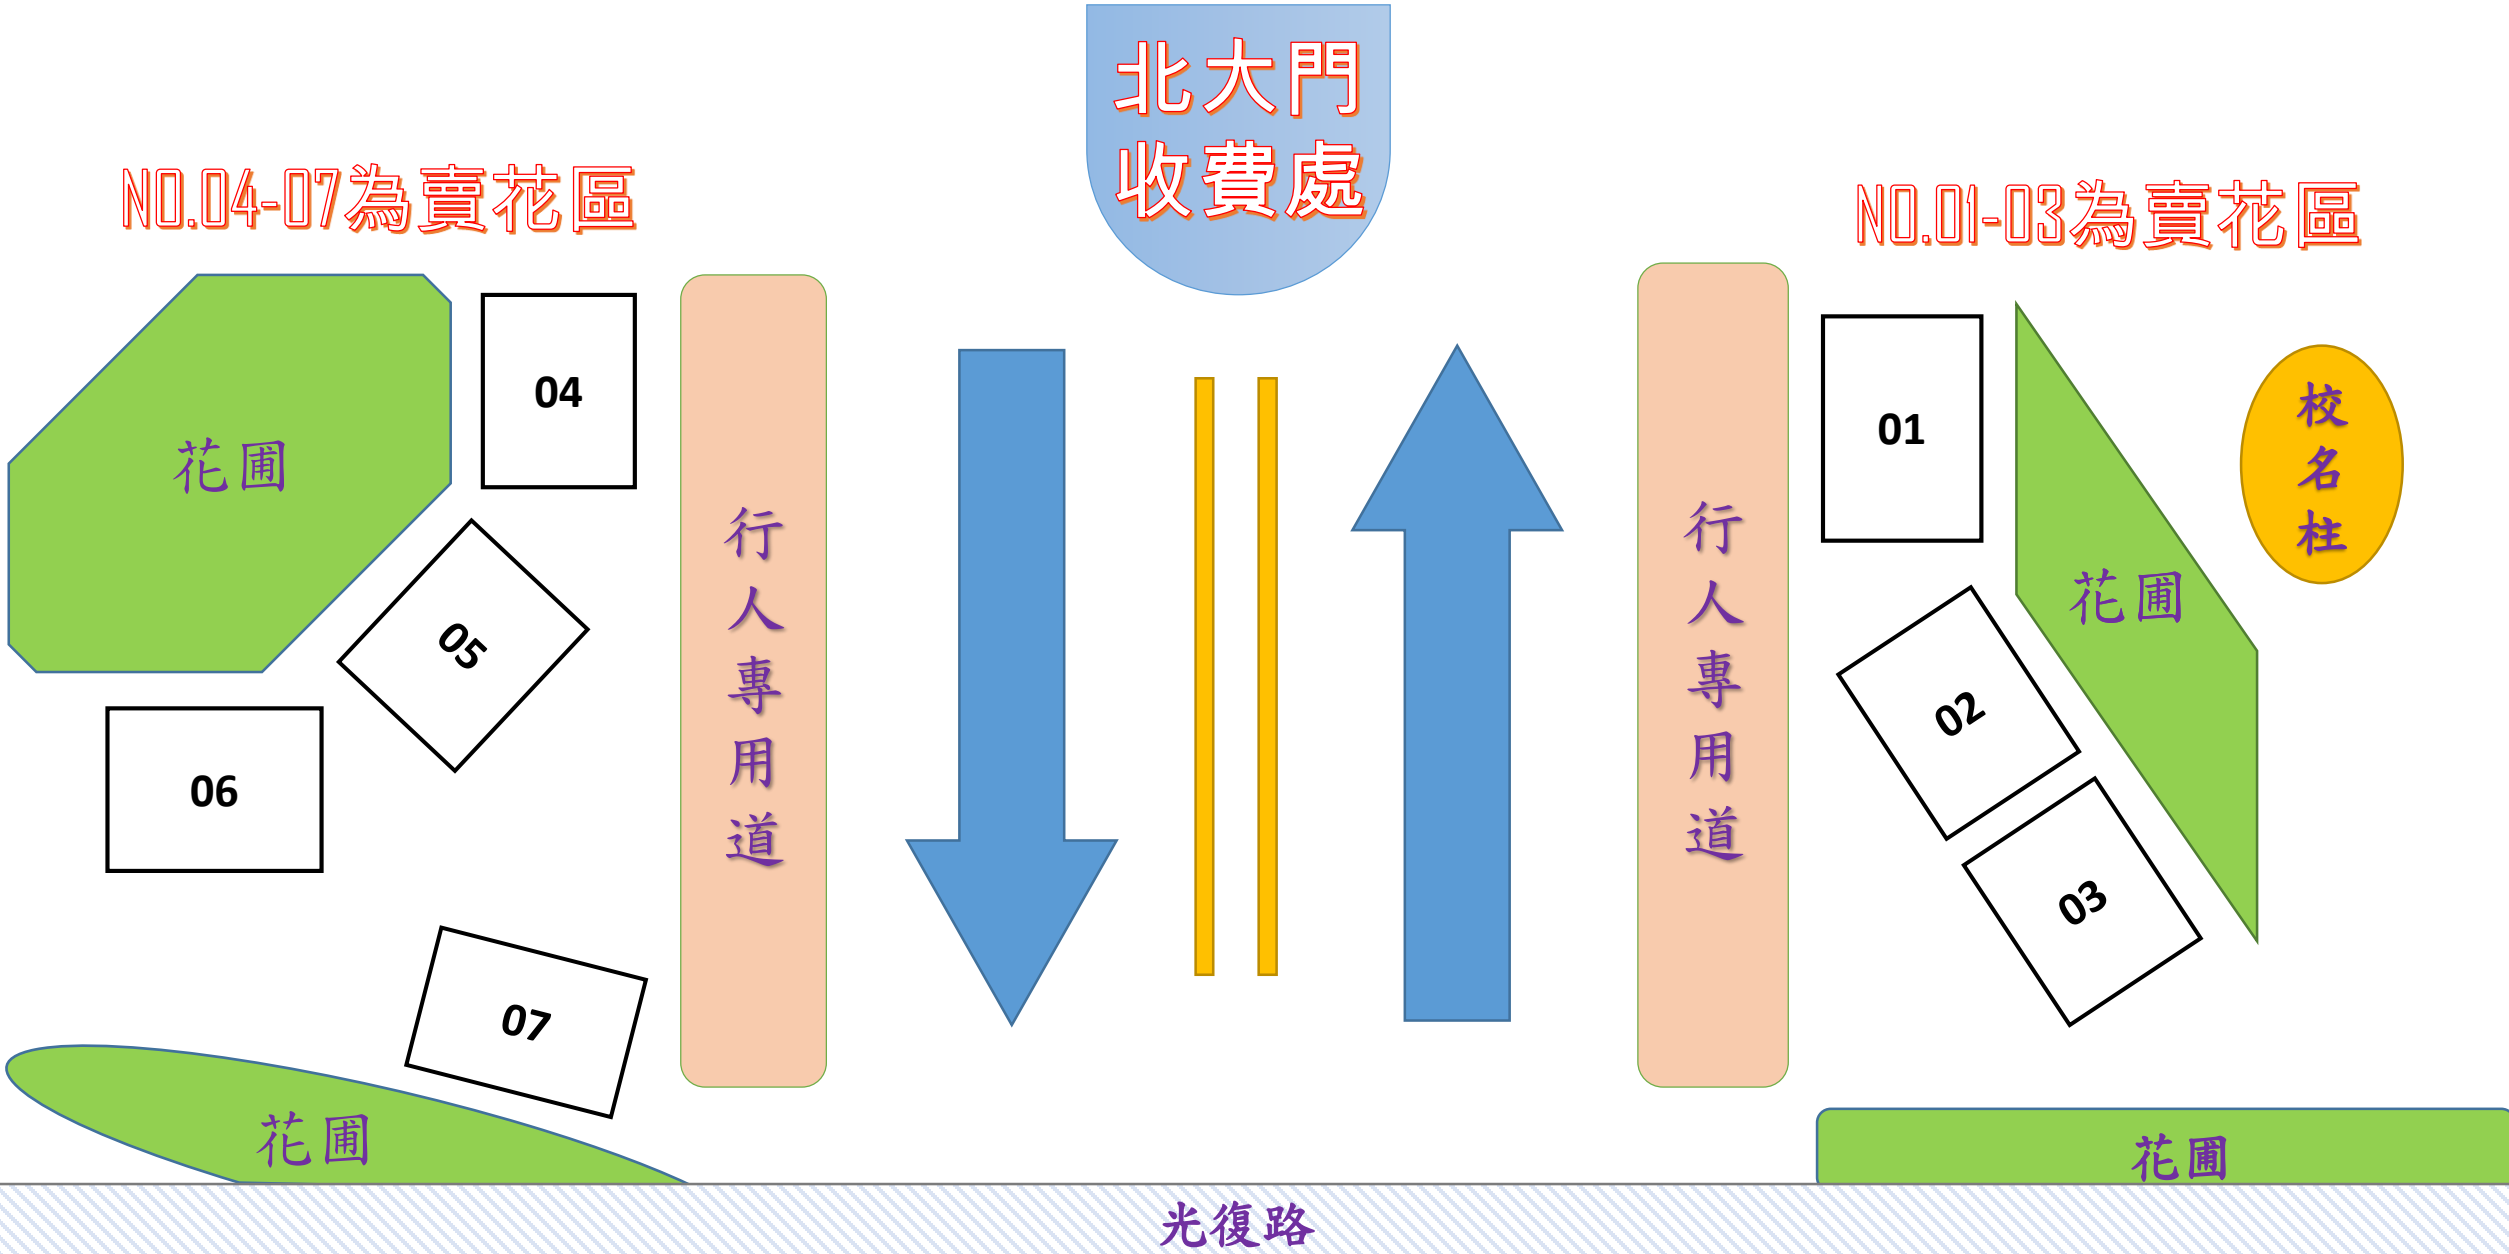 北大門
收費處
NO.04-07為賣花區
NO.01-03為賣花區
04
花圃
05
06
07
花圃
行人專用道
行人專用道
01
校名柱
花圃
02
03
花圃
光復路